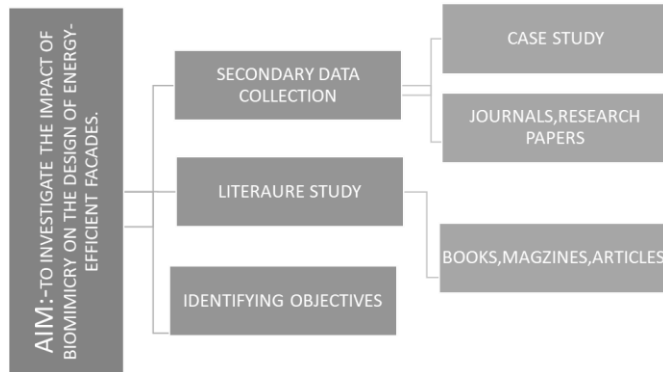 AIM:-TO INVESTIGATE THE IMPACT OF
BIOMIMICRY ON THE DESIGN OF ENERGY-
EFFICIENT FACADES.
SECONDARY DATA
COLLECTION
CASE STUDY
JOURNALS,RESEARCH
PAPERS
LITERAURE STUDY
BOOKS,MAGZINES,ARTICLES
IDENTIFYING OBJECTIVES